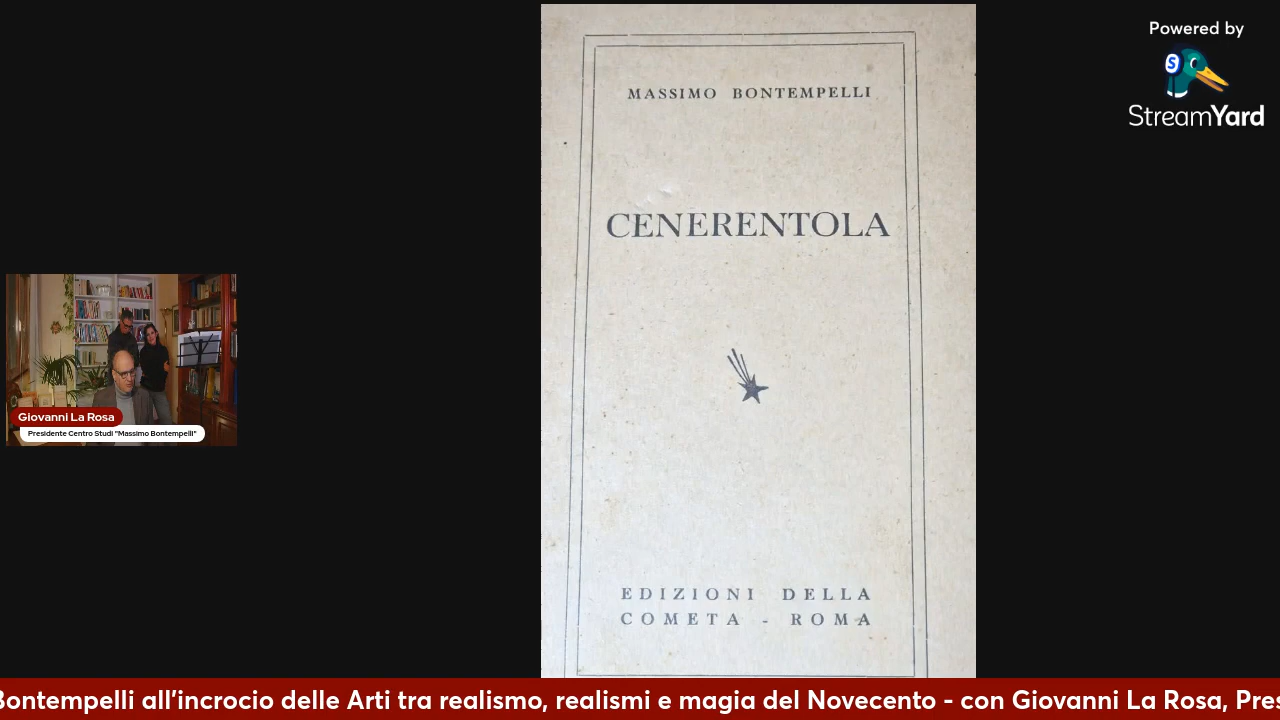 Powered by
StreamYard
MASSIMO BONTEMPELLI
CENERENTOLA
EDIZIONI DELLA
COMETA - ROMA
Giovanni La Rosa
Presidente Centro Studi "Massimo Bontempelli"
Bontempelli all'incrocio delle Arti tra realismo, realismi e magia del Novecento - con Giovanni La Rosa, Pres